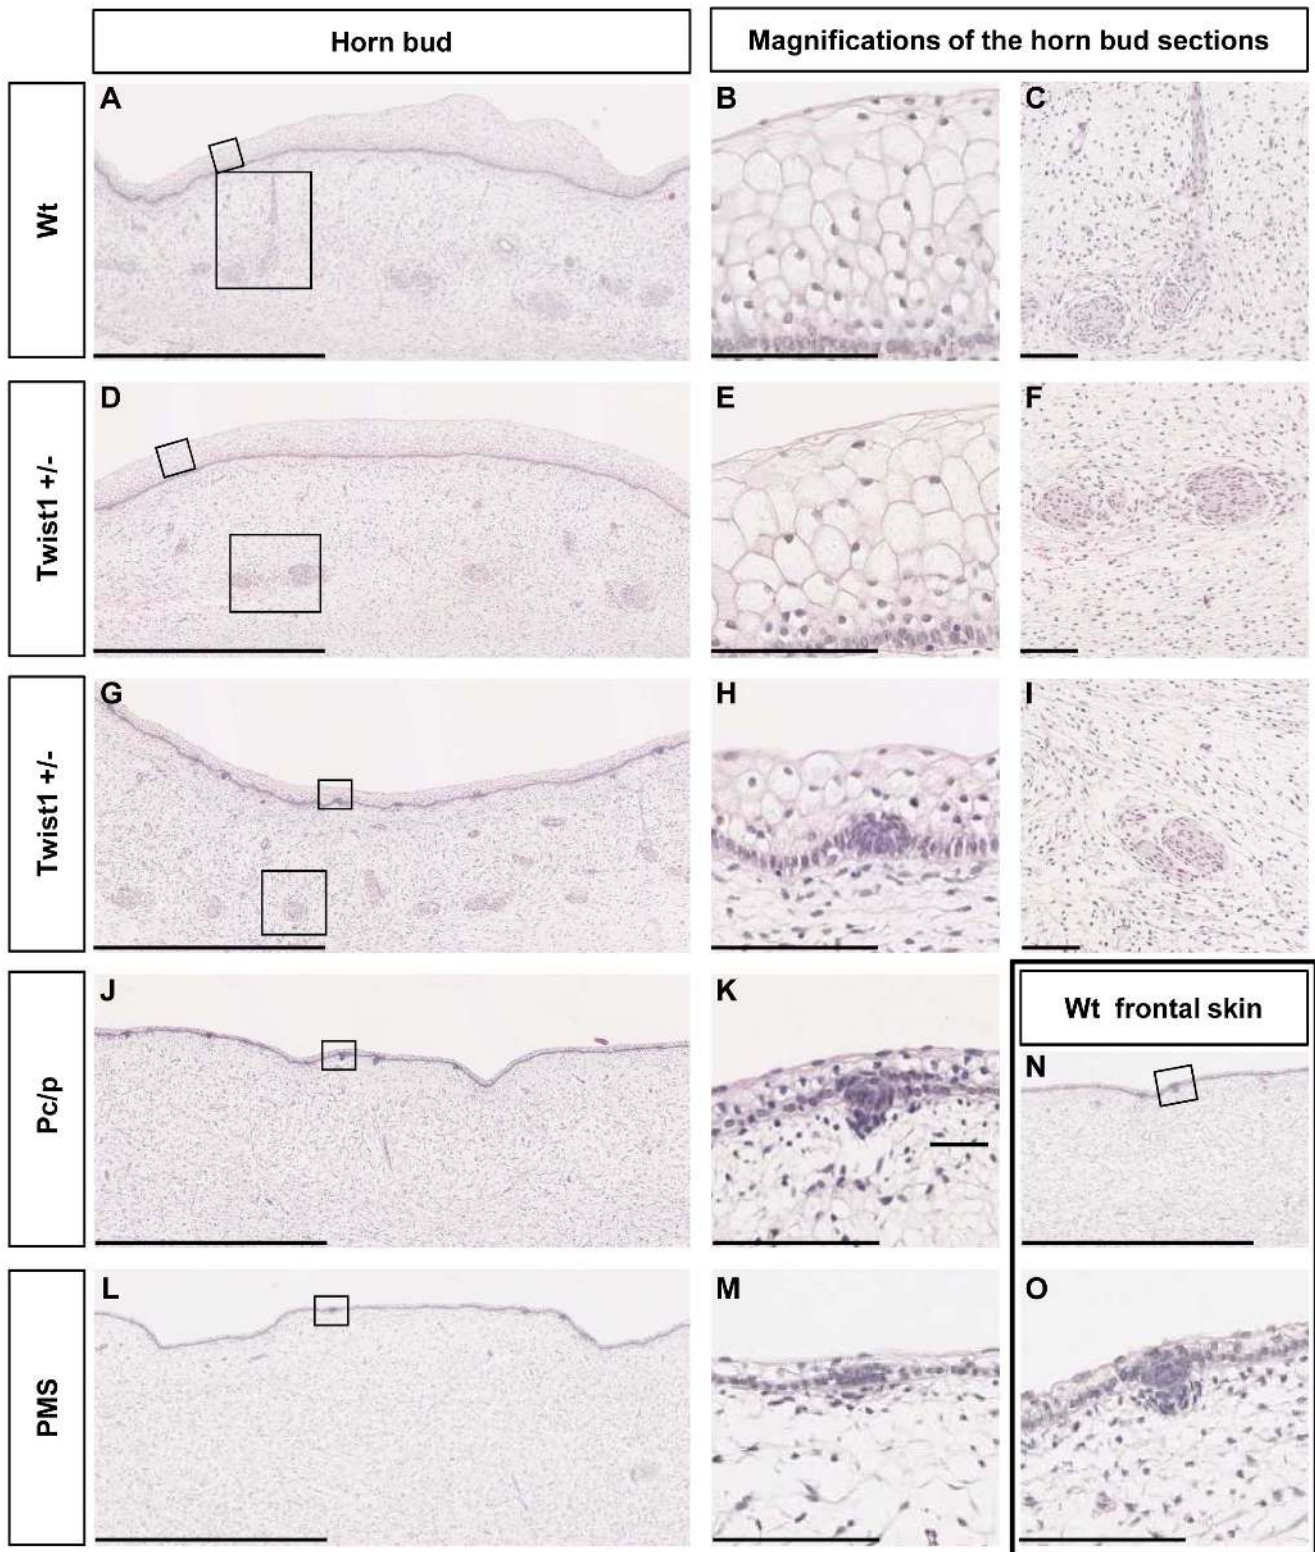 Horn bud
Magnifications of the horn bud sections
Wt
A
B
C
Twist1 +/-
D
E
F
Twist1 +/-
G
H
I
Pc/p
J
K
Wt frontal skin
N
PMS
L
M
O